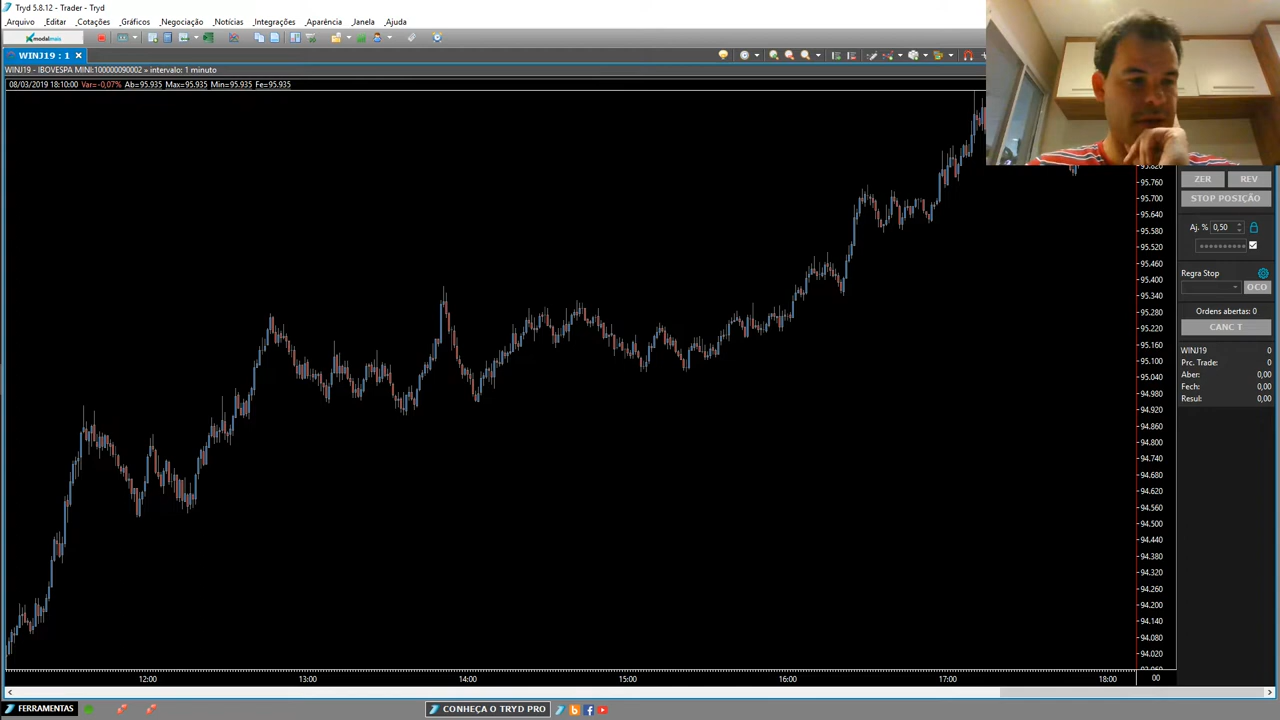 Tryd 5.8.12 - Trader - Tryd
Arquivo Editar Cotações Gráficos Negociação Notícias Integrações Aparência Janela Ajuda
modalmais
WINJ19 : 1
WINJ19 - IBOVESPA MINI:100000090002 » intervalo: 1 minuto
08/03/2019 18:10:00 Var=-0,07% Ab=95.935 Max=95.935 Min=95.935 Fe=95.935
95.820
95.760
95.700
95.640
95.580
95.520
95.460
95.400
95.340
95.280
95.220
95.160
95.100
95.040
94.980
94.920
94.860
94.800
94.740
94.680
94.620
94.560
94.500
94.440
94.380
94.320
94.260
94.200
94.140
94.080
94.020
12:00 13:00 14:00 15:00 16:00 17:00 18:00 00
ZER REV
STOP POSIÇÃO
Aj. % 0,50
Regra Stop
OCO
Ordens abertas: 0
CANC T
WINJ19 0
Prc. Trade: 0
Aber: 0,00
Fech: 0,00
Resul: 0,00
FERRAMENTAS
CONHEÇA O TRYD PRO